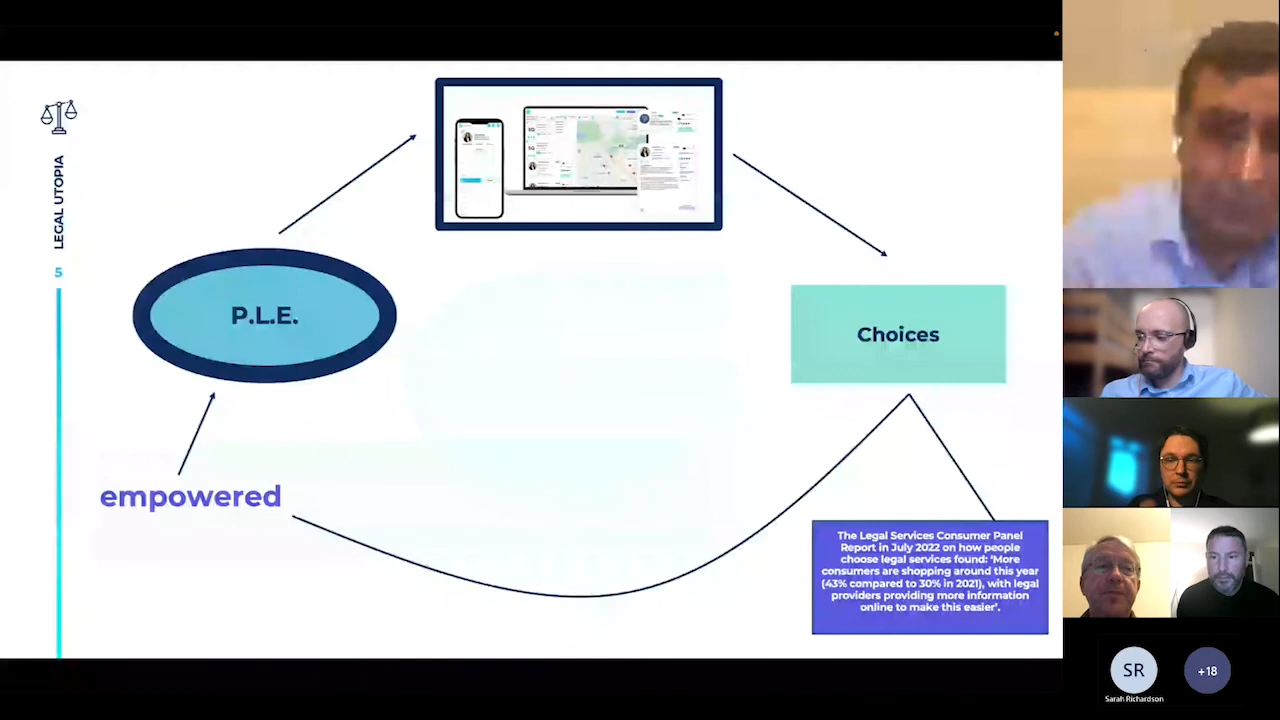 LEGAL UTOPIA
5
P.L.E.
Choices
empowered
The Legal Services Consumer Panel
Report in July 2022 on how people
choose legal services found: 'More
consumers are shopping around this year
(43% compared to 30% in 2021), with legal
providers providing more information
online to make this easier'.
SR
+18
Sarah Richardson